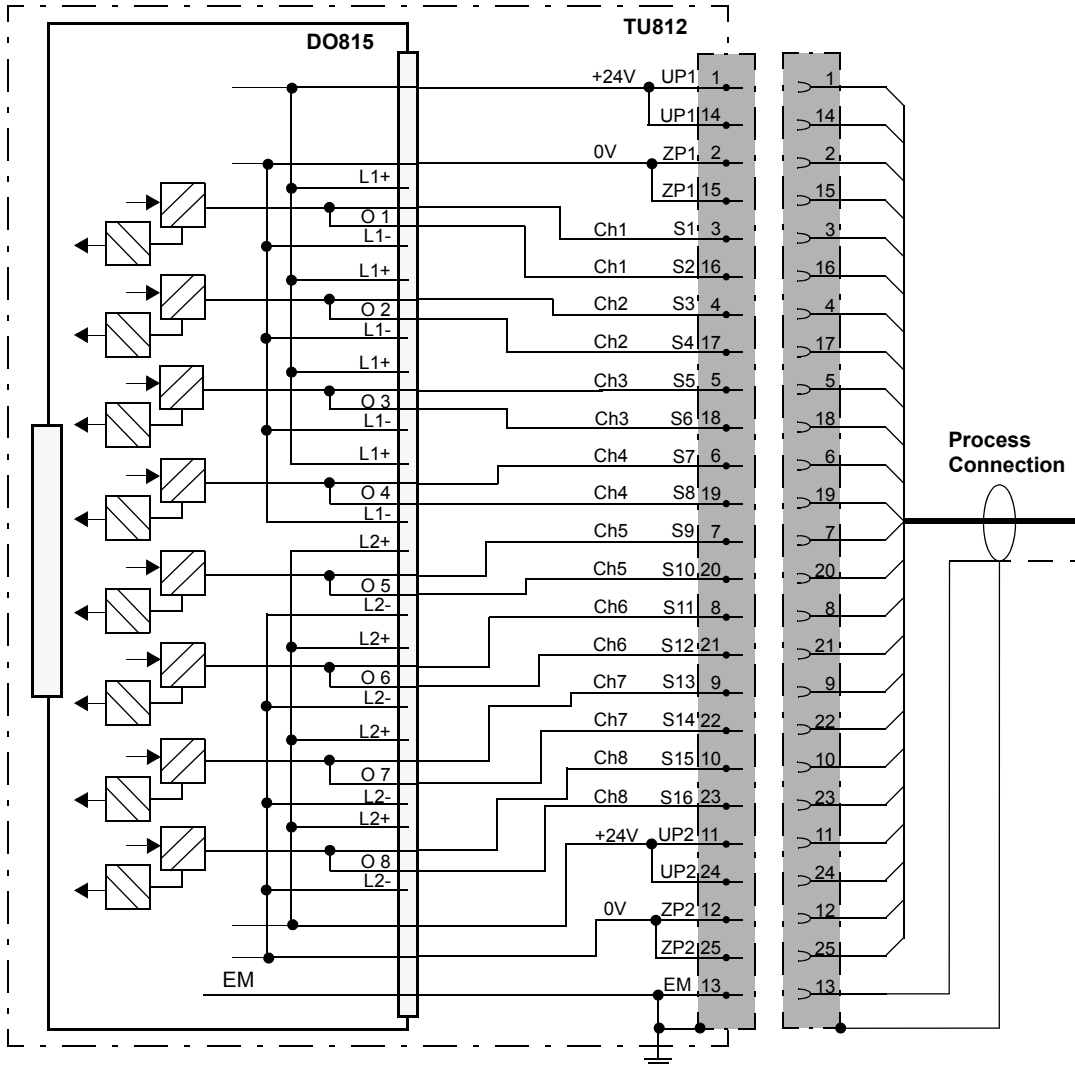 DO815
TU812
+24V UP1 1 1
UP1 14 14
0V ZP1 2 2
L1+
ZP1 15 15
O 1
Ch1 S1 3 3
L1-
L1+
Ch1 S2 16 16
O 2
Ch2 S3 4 4
L1-
Ch2 S4 17 17
L1+
Ch3 S5 5 5
O 3
L1-
Ch3 S6 18 18
Process
Connection
L1+
Ch4 S7 6 6
O 4
Ch4 S8 19 19
L1-
L2+
Ch5 S9 7 7
O 5
Ch5 S10 20 20
L2-
Ch6 S11 8 8
L2+
Ch6 S12 21 21
O 6
Ch7 S13 9 9
L2-
L2+
Ch7 S14 22 22
O 7
Ch8 S15 10 10
L2-
Ch8 S16 23 23
L2+
+24V UP2 11 11
O 8
L2-
UP2 24 24
0V ZP2 12 12
ZP2 25 25
EM
EM 13 13